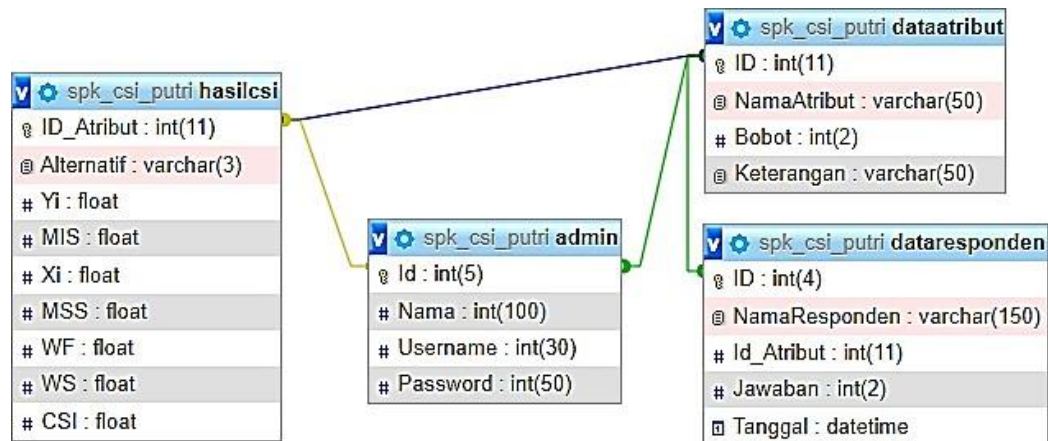 spk_csi_putri hasilcsi
ID_Atribut : int(11)
Alternatif : varchar(3)
# Yi : float
# MIS : float
# Xi : float
# MSS : float
# WF : float
# WS : float
# CSI : float
v spk_csi_putri admin
Id : int(5)
# Nama : int(100)
# Username : int(30)
# Password : int(50)
v spk_csi_putri dataatribut
ID : int(11)
NamaAtribut : varchar(50)
# Bobot : int(2)
Keterangan : varchar(50)
v spk_csi_putri dataresponden
ID : int(4)
NamaResponden : varchar(150)
# Id_Atribut : int(11)
# Jawaban : int(2)
Tanggal : datetime